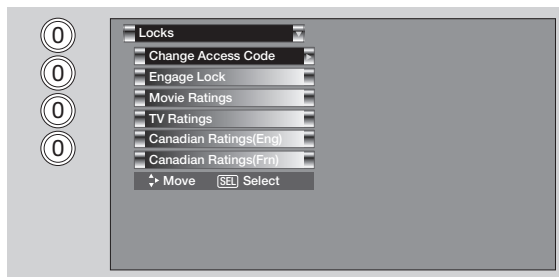 0
0
0
0
Locks
Change Access Code
Engage Lock
Movie Ratings
TV Ratings
Canadian Ratings(Eng)
Canadian Ratings(Frn)
Move SEL Select